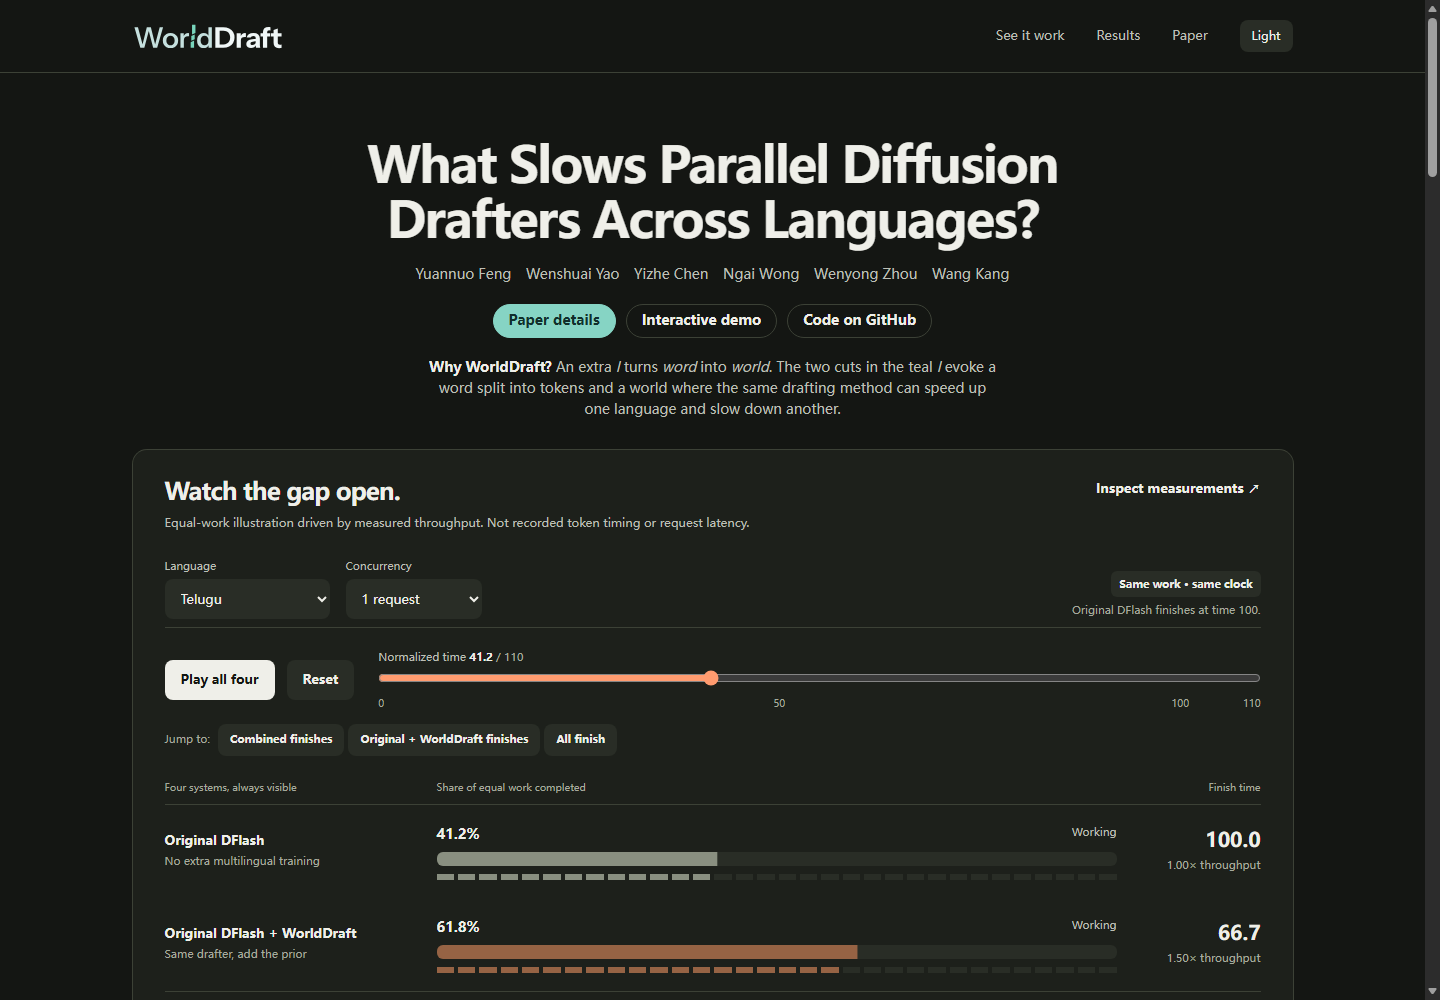 WorldDraft
See it work
Results
Paper
Light
What Slows Parallel Diffusion
Drafters Across Languages?
Yuannuo Feng Wenshuai Yao Yizhe Chen Ngai Wong Wenyong Zhou Wang Kang
Paper details
Interactive demo
Code on GitHub
Why WorldDraft? An extra l turns word into world. The two cuts in the teal l evoke a
word split into tokens and a world where the same drafting method can speed up
one language and slow down another.
Watch the gap open.
Inspect measurements ↗
Equal-work illustration driven by measured throughput. Not recorded token timing or request latency.
Language
Concurrency
Telugu
1 request
Same work • same clock
Original DFlash finishes at time 100.
Play all four
Reset
Normalized time 41.2 / 110
0
50
100
110
Jump to:
Combined finishes
Original + WorldDraft finishes
All finish
Four systems, always visible
Share of equal work completed
Finish time
Original DFlash
No extra multilingual training
41.2%
Working
100.0
1.00× throughput
Original DFlash + WorldDraft
Same drafter, add the prior
61.8%
Working
66.7
1.50× throughput